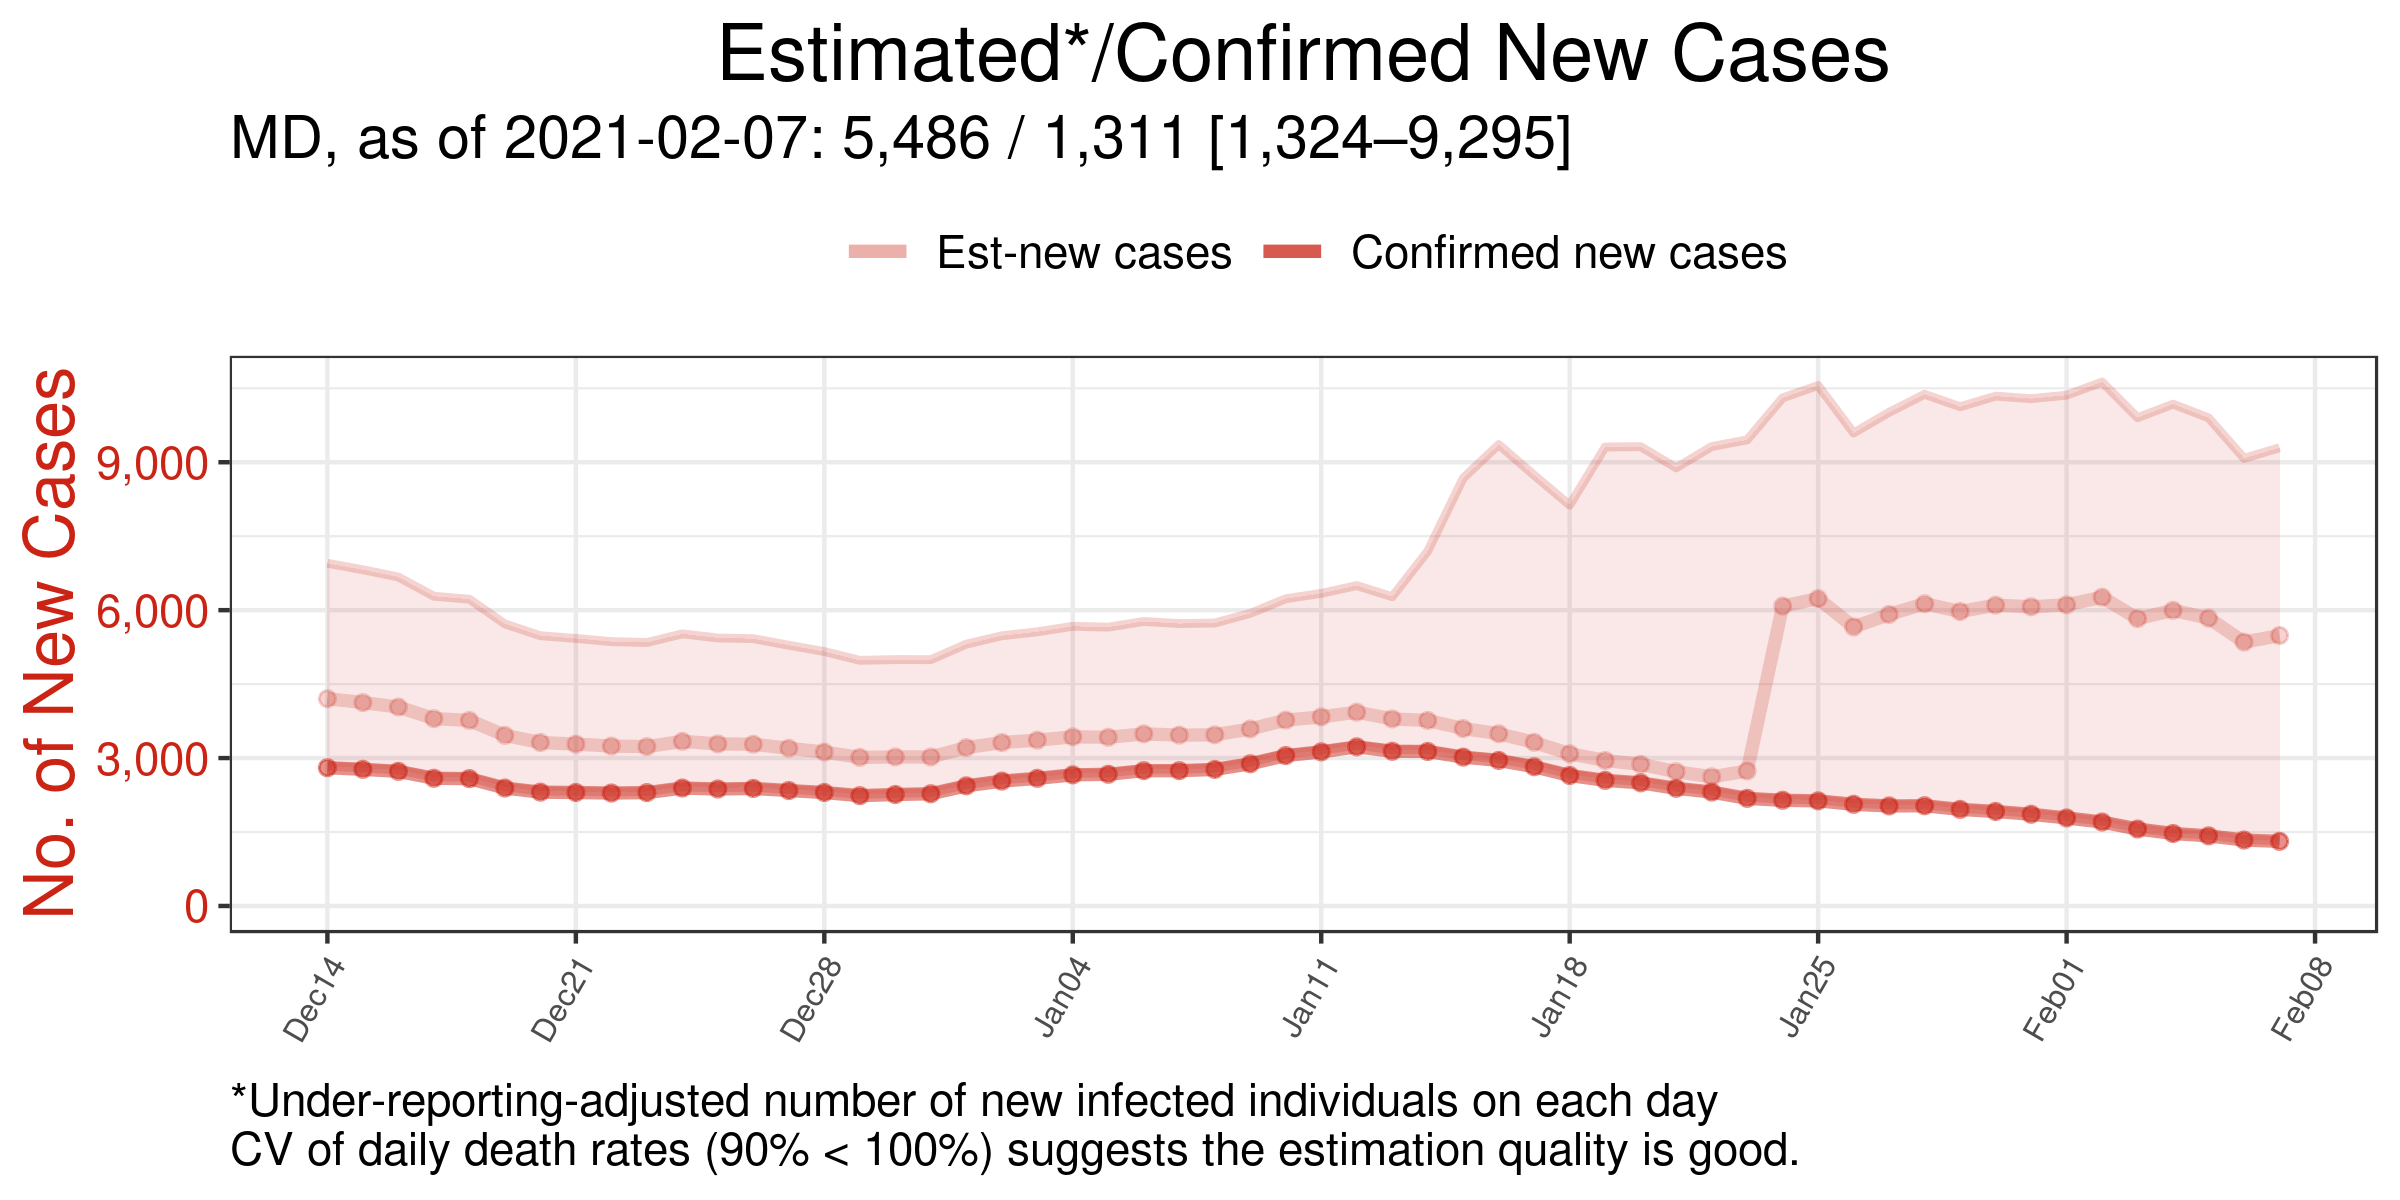 Estimated*/Confirmed New Cases
MD, as of 2021-02-07: 5,486 / 1,311 [1,324–9,295]
Est-new cases
Confirmed new cases
No. of New Cases
9,000
6,000
3,000
0
Dec14
Dec21
Dec28
Jan04
Jan11
Jan18
Jan25
Feb01
Feb08
*Under-reporting-adjusted number of new infected individuals on each day
CV of daily death rates (90% < 100%) suggests the estimation quality is good.